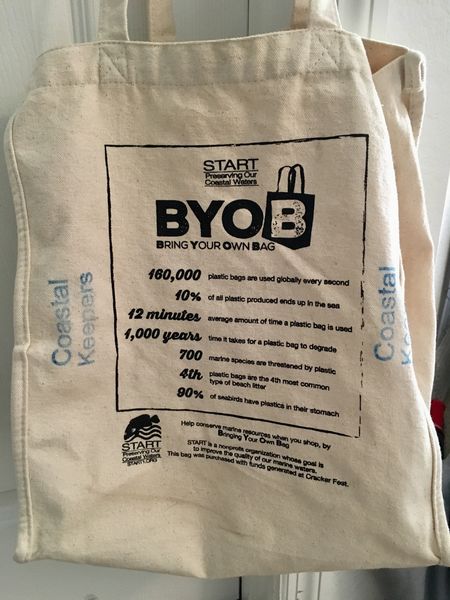 START
Preserving Our
Coastal Waters
BYOB
BRING YOUR OWN BAG
160,000 plastic bags are used globally every second
10% of all plastic produced ends up in the sea
12 minutes average amount of time a plastic bag is used
1,000 years time it takes for a plastic bag to degrade
700 marine species are threatened by plastic
4th plastic bags are the 4th most common
type of beach litter
90% of seabirds have plastics in their stomach
Coastal
Keepers
Coastal
Keepers
START
Preserving Our
Coastal Waters
START1.ORG
Help conserve marine resources when you shop, by
Bringing Your Own Bag
START is a nonprofit organization whose goal is
to improve the quality of our marine waters.
This bag was purchased with funds generated at Cracker Fest.